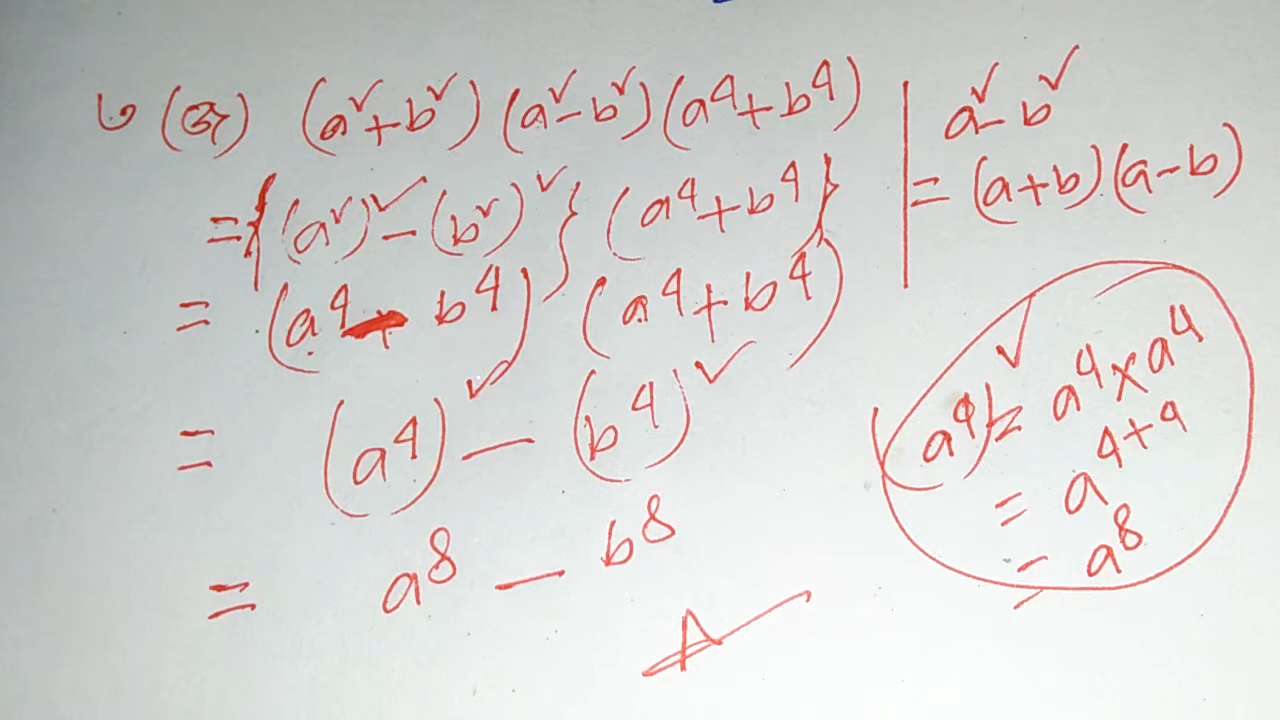 ৬ (জ) (a²+b²) (a²-b²) (a⁴+b⁴)
= {(a²)² - (b²)²} (a⁴+b⁴)
= (a⁴ - b⁴) (a⁴+b⁴)
= (a⁴)² - (b⁴)²
= a⁸ - b⁸
A
a² - b²
= (a+b) (a-b)
(a⁴)² = a⁴ × a⁴
= a⁴⁺⁴
= a⁸